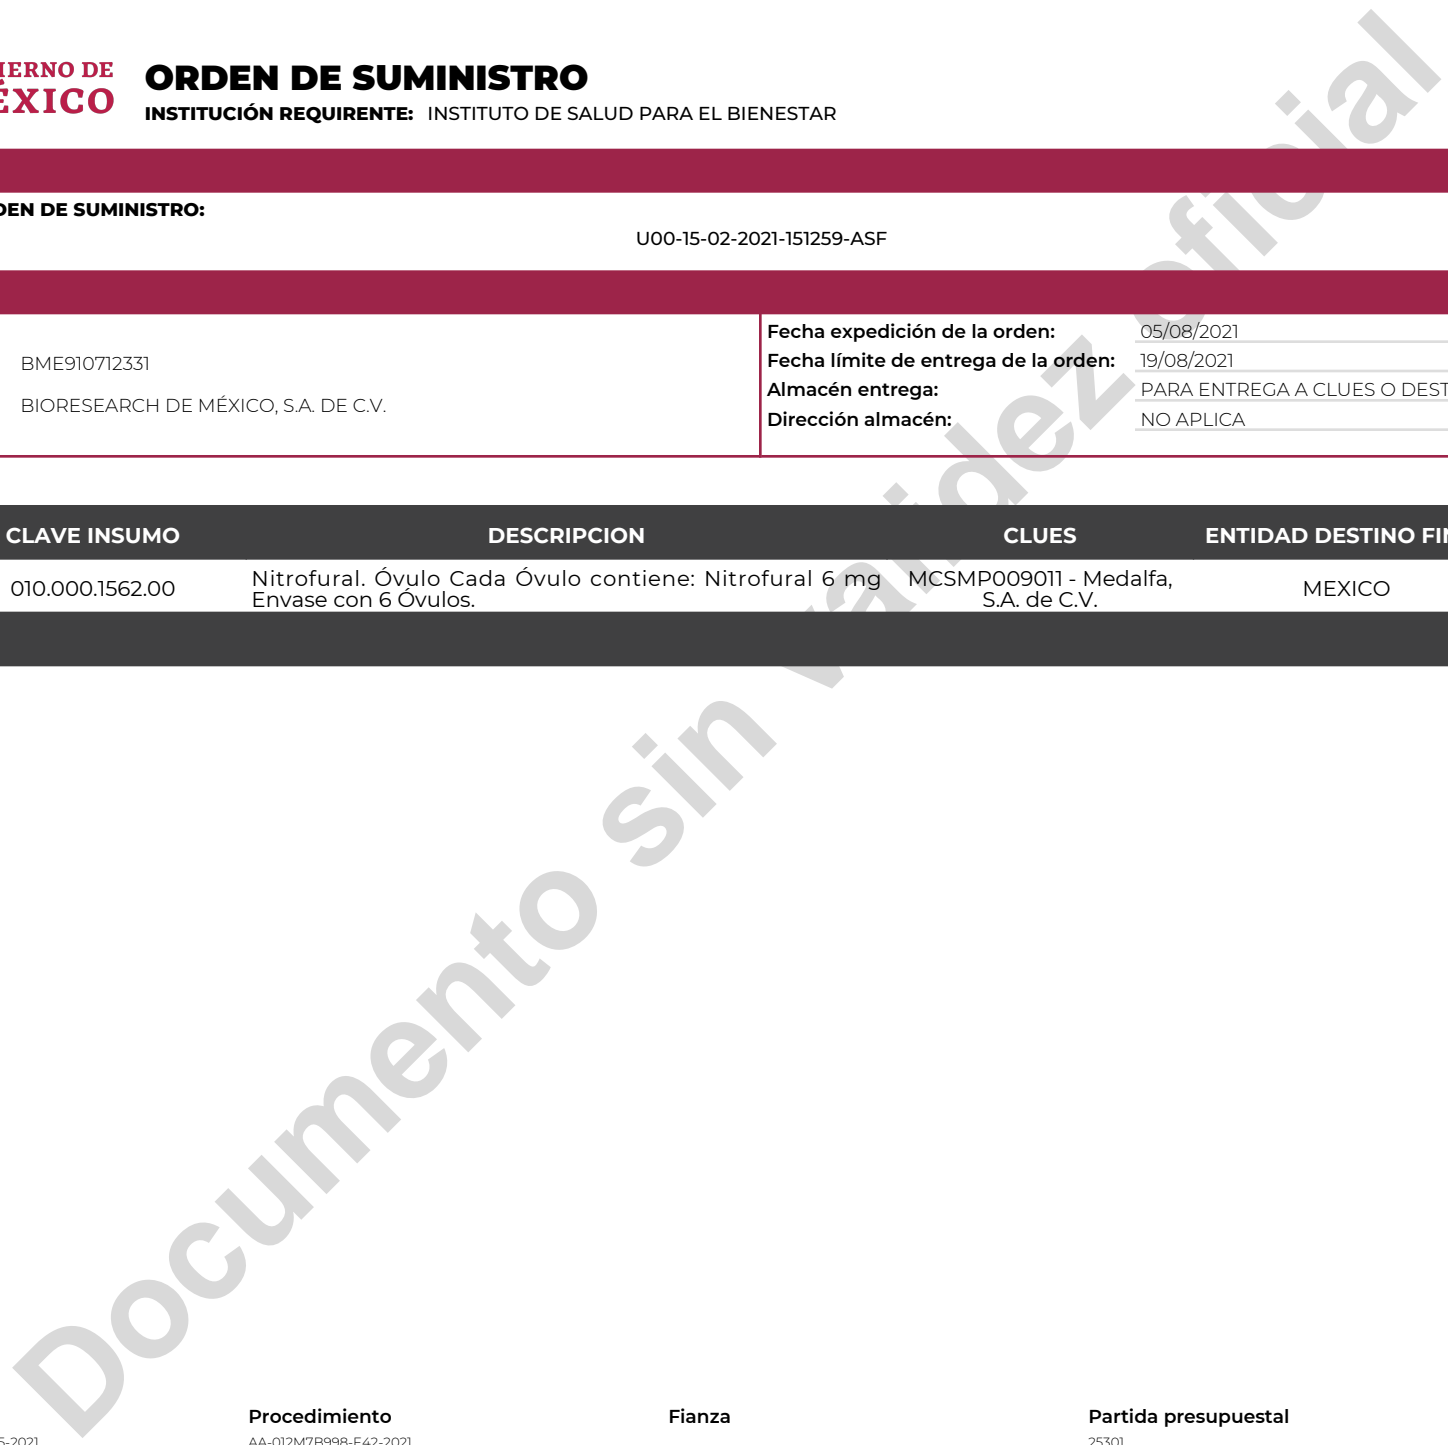 IERNO DE
ÉXICO
ORDEN DE SUMINISTRO
INSTITUCIÓN REQUIRENTE: INSTITUTO DE SALUD PARA EL BIENESTAR
DEN DE SUMINISTRO:
U00-15-02-2021-151259-ASF
BME910712331
BIORESEARCH DE MÉXICO, S.A. DE C.V.
Fecha expedición de la orden: 05/08/2021
Fecha límite de entrega de la orden: 19/08/2021
Almacén entrega: PARA ENTREGA A CLUES O DEST
Dirección almacén: NO APLICA
CLAVE INSUMO DESCRIPCION CLUES ENTIDAD DESTINO FIN
010.000.1562.00 Nitrofural. Óvulo Cada Óvulo contiene: Nitrofural 6 mg Envase con 6 Óvulos. MCSMP009011 - Medalfa, S.A. de C.V. MEXICO
Documento sin validez oficial
Procedimiento Fianza Partida presupuestal
5-2021 AA-012M7B998-E42-2021 25301